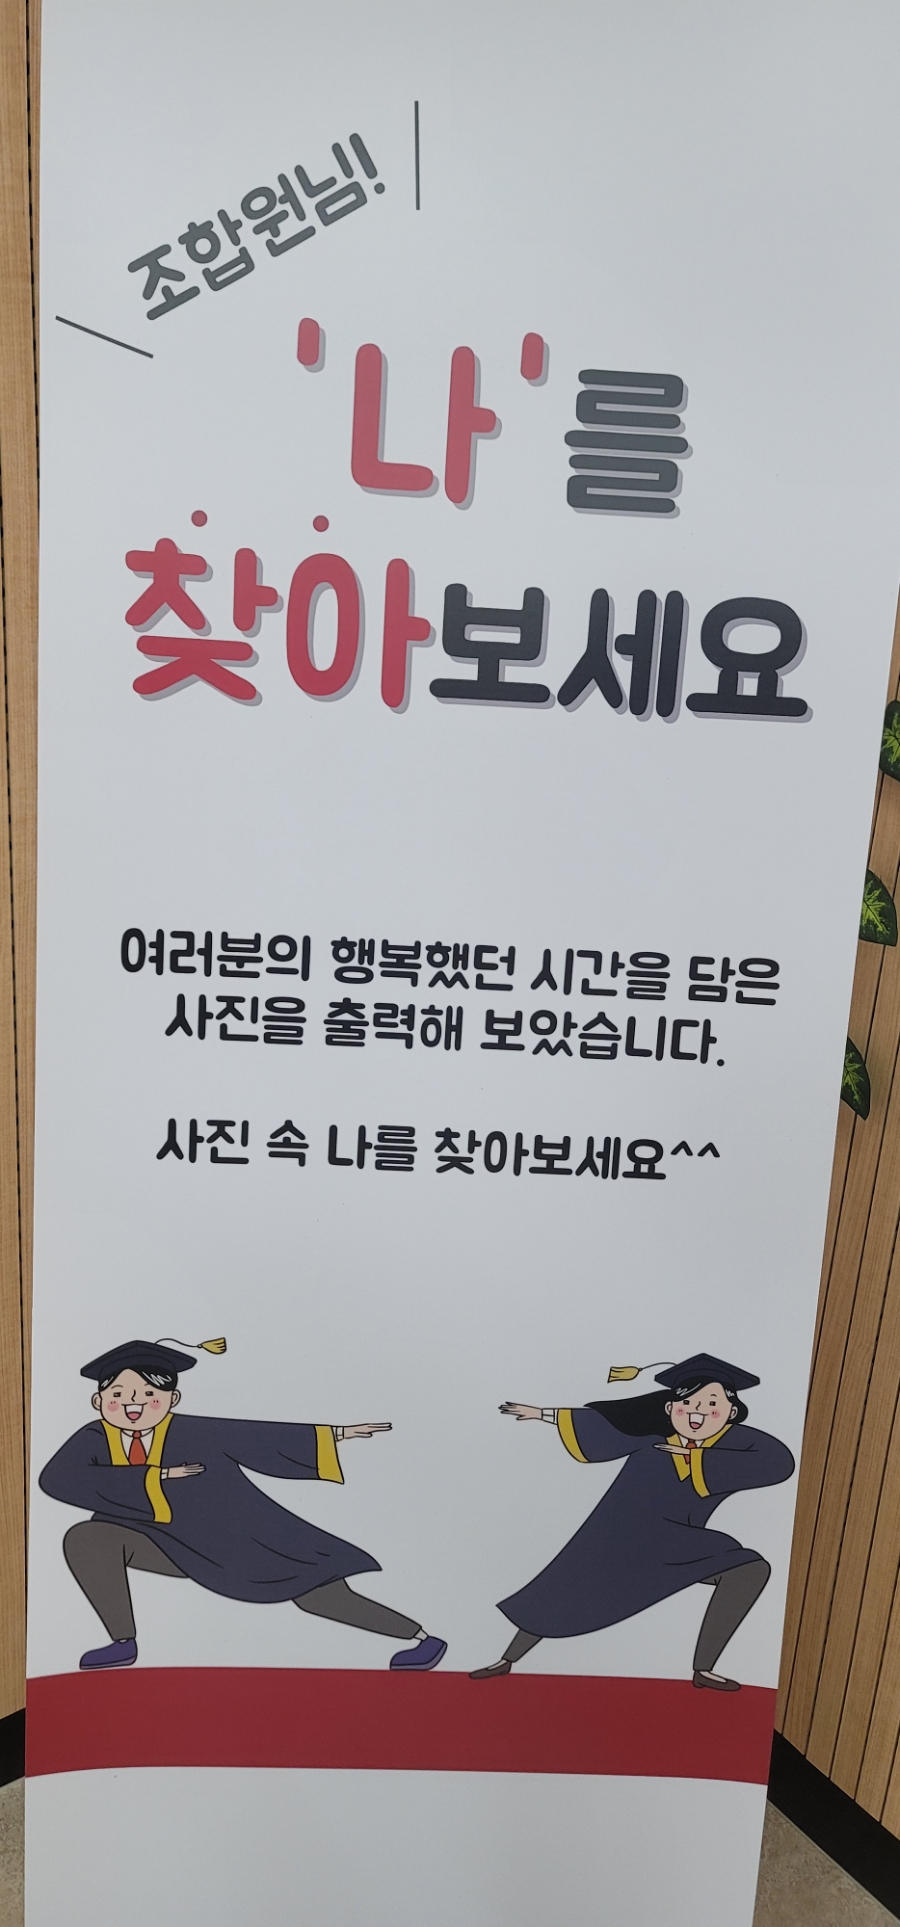 조합원님!
'나'를
찾아보세요
여러분의 행복했던 시간을 담은
사진을 출력해 보았습니다.
사진 속 나를 찾아보세요^^